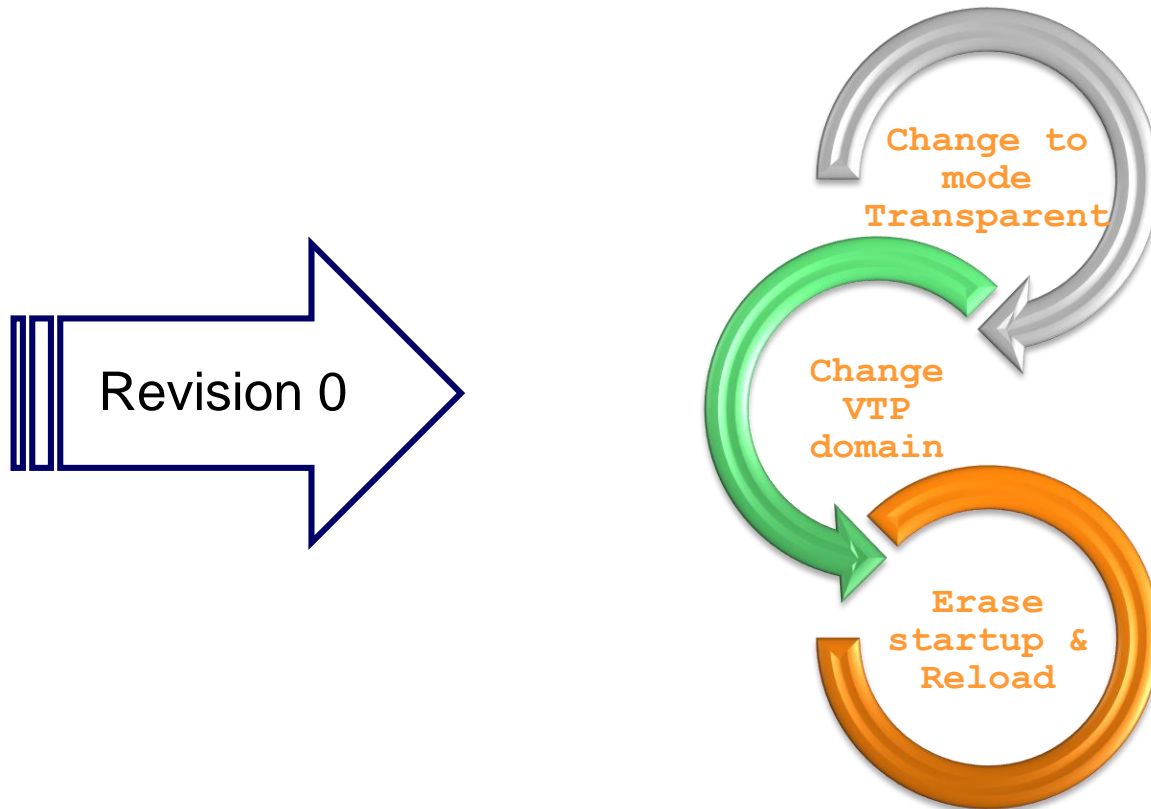 Revision 0
Change to
mode
Transparent
Change
VTP
domain
Erase
startup &
Reload